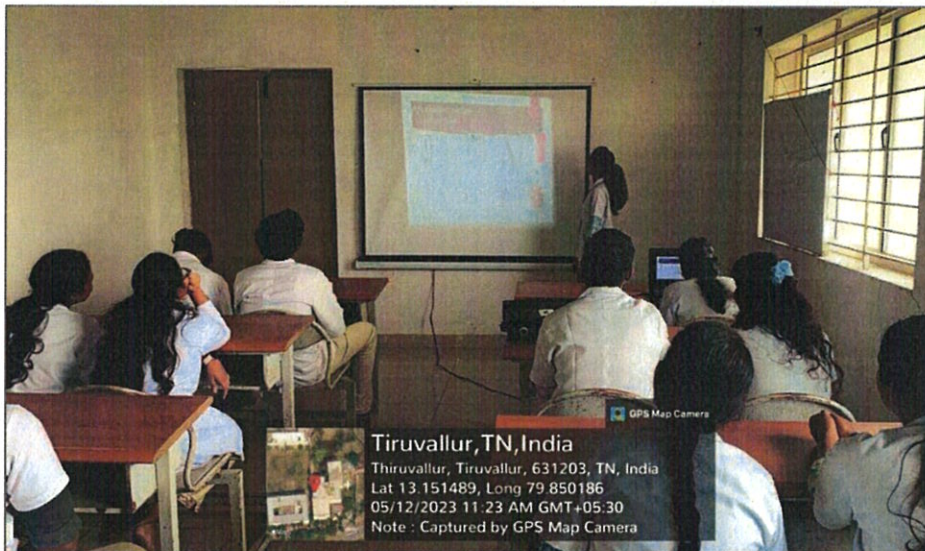 GPS Map Camera
Tiruvallur,TN,India
Thiruvallur, Tiruvallur, 631203, TN, India
Lat 13.151489, Long 79.850186
05/12/2023 11:23 AM GMT+05:30
Note : Captured by GPS Map Camera